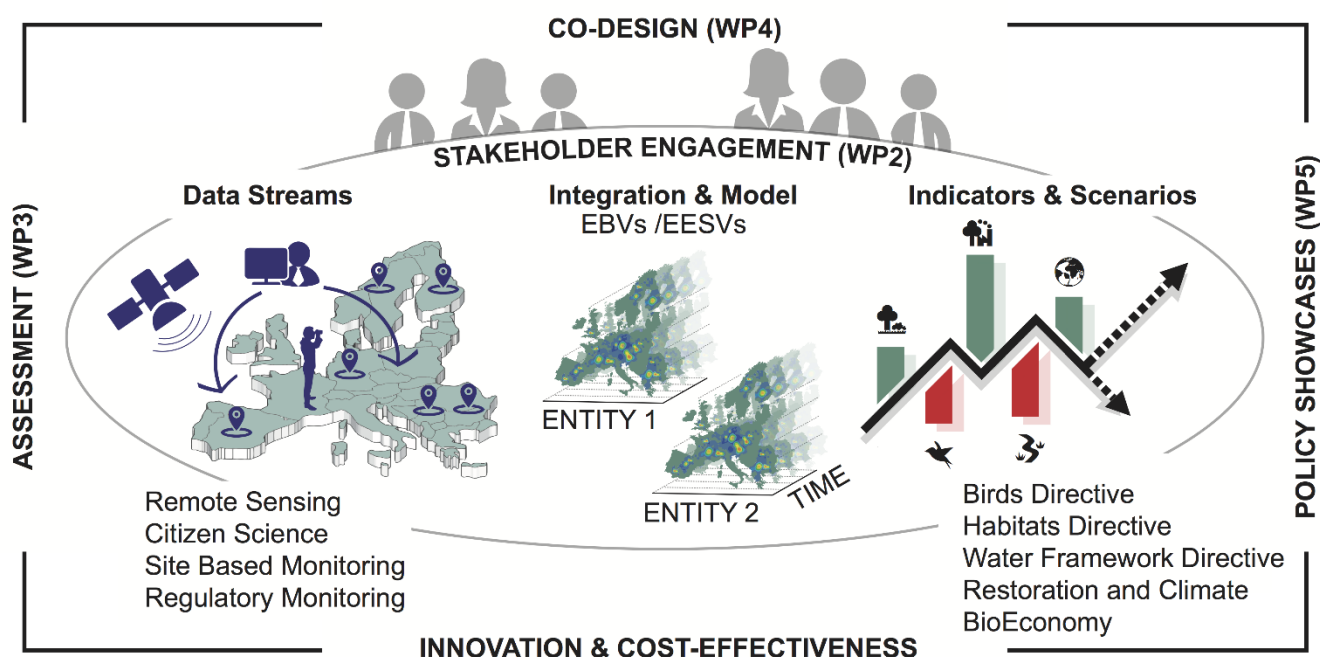 CO-DESIGN (WP4)
STAKEHOLDER ENGAGEMENT (WP2)
ASSESSMENT (WP3)
Data Streams
Remote Sensing
Citizen Science
Site Based Monitoring
Regulatory Monitoring
Integration & Model
EBVs /EESVs
ENTITY 1
ENTITY 2
TIME
Indicators & Scenarios
Birds Directive
Habitats Directive
Water Framework Directive
Restoration and Climate
BioEconomy
POLICY SHOWCASES (WP5)
INNOVATION & COST-EFFECTIVENESS